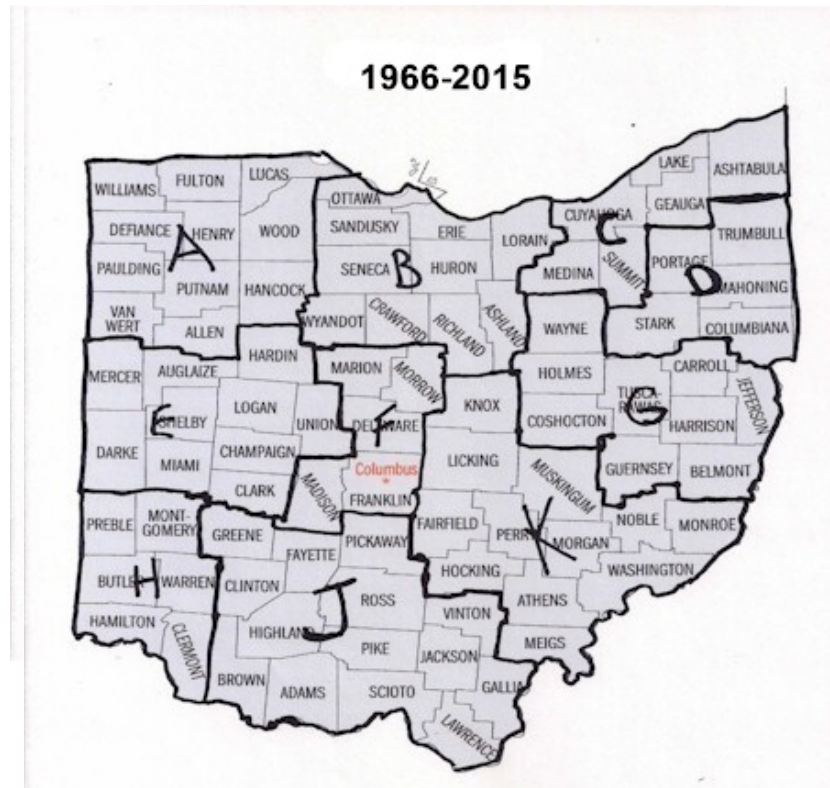 1966-2015
LAKE
ASHTABULA
WILLIAMS
FULTON
LUCAS
OTTAWA
CUYAHOGA
GEAUGA
C
DEFIANCE
HENRY
WOOD
SANDUSKY
ERIE
LORAIN
TRUMBULL
A
PAULDING
SENECA
B
HURON
MEDINA
SUMMIT
PORTAGE
D
MAHONING
PUTNAM
HANCOCK
VAN
WERT
ALLEN
WYANDOT
CRAWFORD
RICHLAND
ASHLAND
WAYNE
STARK
COLUMBIANA
MERCER
AUGLAIZE
HARDIN
MARION
MORROW
HOLMES
CARROLL
JEFFERSON
TUSCA-
RAWAS
G
HARRISON
LOGAN
UNION
DELAWARE
F
KNOX
COSHOCTON
E
SHELBY
DARKE
MIAMI
CHAMPAIGN
Columbus
LICKING
MUSKINGUM
GUERNSEY
BELMONT
CLARK
MADISON
FRANKLIN
PREBLE
MONT-
GOMERY
GREENE
FAYETTE
PICKAWAY
FAIRFIELD
PERRY
K
MORGAN
NOBLE
MONROE
BUTLER
H
WARREN
CLINTON
ROSS
HOCKING
WASHINGTON
ATHENS
HAMILTON
CLERMONT
HIGHLAND
J
PIKE
VINTON
MEIGS
JACKSON
BROWN
ADAMS
SCIOTO
GALLIA
LAWRENCE